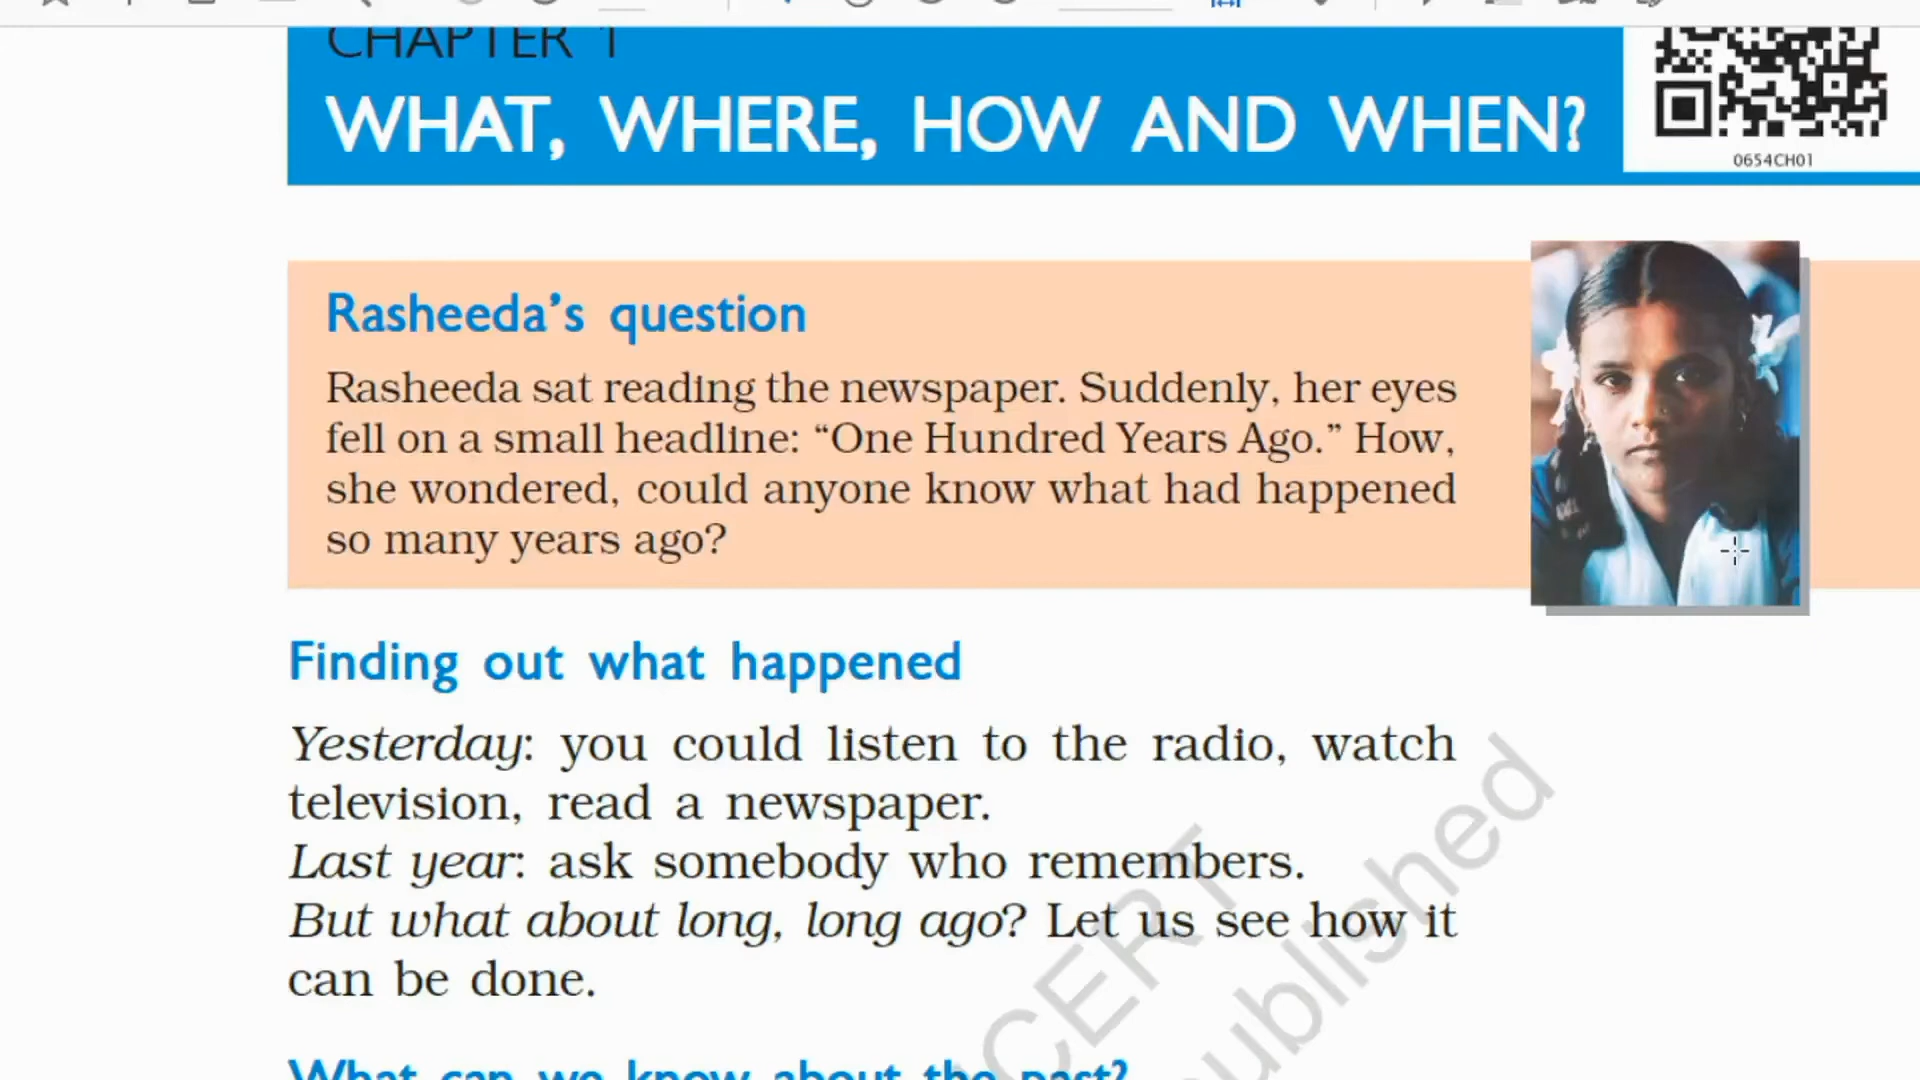 CHAPTER 1
WHAT, WHERE, HOW AND WHEN?
0654CH01
Rasheeda’s question
Rasheeda sat reading the newspaper. Suddenly, her eyes
fell on a small headline: “One Hundred Years Ago.” How,
she wondered, could anyone know what had happened
so many years ago?
Finding out what happened
Yesterday: you could listen to the radio, watch
television, read a newspaper.
Last year: ask somebody who remembers.
But what about long, long ago? Let us see how it
can be done.
What can we know about the past?